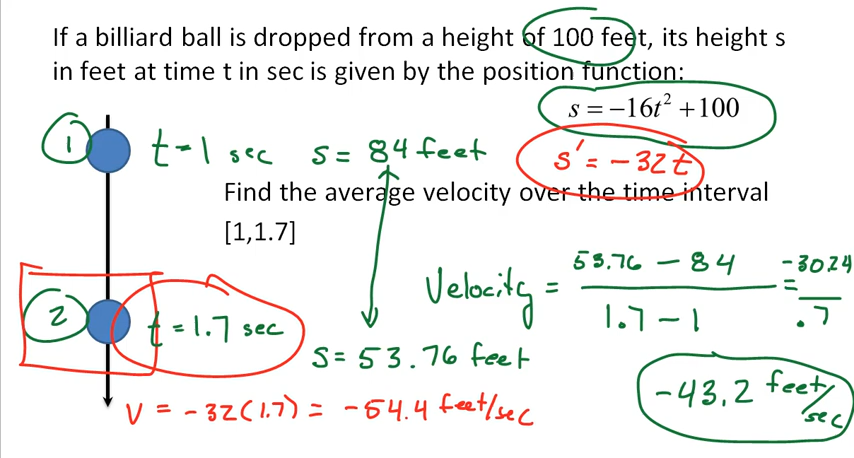 If a billiard ball is dropped from a height of 100 feet, its height s
in feet at time t in sec is given by the position function:
s = −16t² +100
1
t = 1 sec s = 84 feet
s' = −32t
Find the average velocity over the time interval
[1,1.7]
Velocity = 53.76 − 84 / 1.7 − 1 = −30.24 / .7
2
t = 1.7 sec
s = 53.76 feet
−43.2 feet/sec
v = −32(1.7) = −54.4 feet/sec